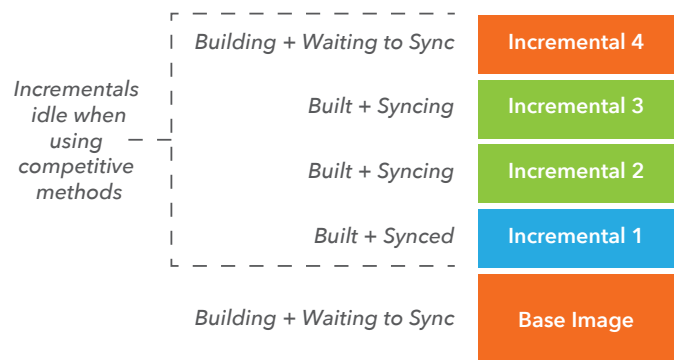 Building + Waiting to Sync Incremental 4
Incrementals
idle when
using
competitive
methods
Built + Syncing Incremental 3
Built + Syncing Incremental 2
Built + Synced Incremental 1
Building + Waiting to Sync Base Image